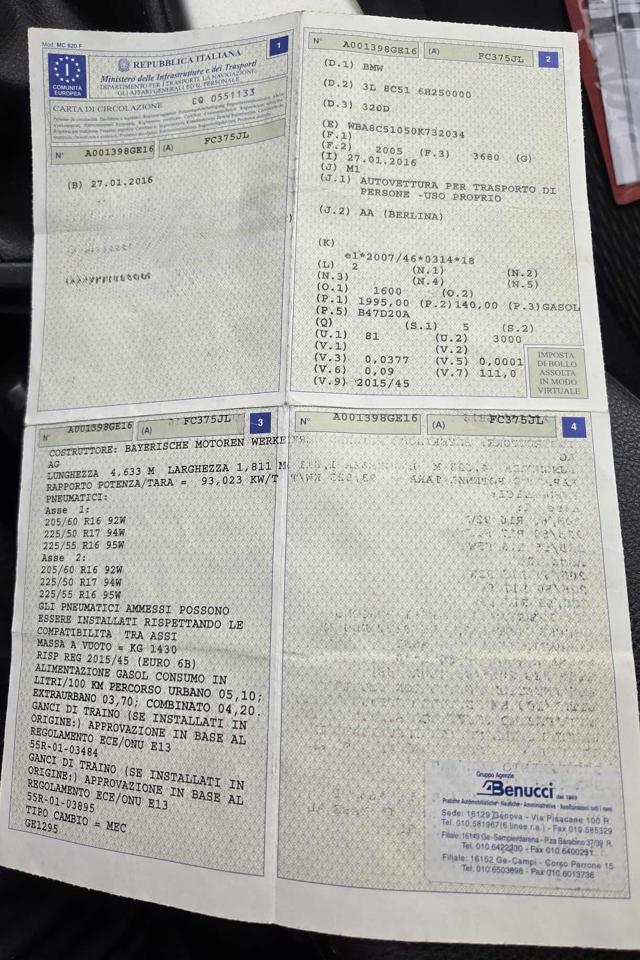 Mod. MC 820 F
1
REPUBBLICA ITALIANA
Ministero delle Infrastrutture e dei Trasporti
DIPARTIMENTO PER I TRASPORTI, LA NAVIGAZIONE,
GLI AFFARI GENERALI ED IL PERSONALE
COMUNITÀ
EUROPEA
CARTA DI CIRCOLAZIONE
CQ 0551133
N° A001398GE16 (A) FC375JL
(B) 27.01.2016
N° A001398GE16 (A) FC375JL 2
(D.1) BMW
(D.2) 3L 8C51 6H250000
(D.3) 320D
(E) WBA8C51050K732034
(F.1)
(F.2) 2005 (F.3) 3680 (G)
(I) 27.01.2016
(J) M1
(J.1) AUTOVETTURA PER TRASPORTO DI
PERSONE -USO PROPRIO
(J.2) AA (BERLINA)
(K)
e1*2007/46*0314*18
(L) 2 (N.1) (N.2)
(N.3) (N.4) (N.5)
(O.1) 1600 (O.2)
(P.1) 1995,00 (P.2)140,00 (P.3)GASOL
(P.5) B47D20A
(Q) (S.1) 5 (S.2)
(U.1) 81 (U.2) 3000
(V.1) (V.2)
(V.3) 0,0377 (V.5) 0,0001
(V.6) 0,09 (V.7) 111,0
(V.9) 2015/45
IMPOSTA
DI BOLLO
ASSOLTA
IN MODO
VIRTUALE
N° A001398GE16 (A) FC375JL 3
COSTRUTTORE: BAYERISCHE MOTOREN WERKE
AG
LUNGHEZZA 4,633 M LARGHEZZA 1,811 M
RAPPORTO POTENZA/TARA = 93,023 KW/T
PNEUMATICI:
Asse 1:
205/60 R16 92W
225/50 R17 94W
225/55 R16 95W
Asse 2:
205/60 R16 92W
225/50 R17 94W
225/55 R16 95W
GLI PNEUMATICI AMMESSI POSSONO
ESSERE INSTALLATI RISPETTANDO LE
COMPATIBILITA TRA ASSI
MASSA A VUOTO = KG 1430
RISP REG 2015/45 (EURO 6B)
ALIMENTAZIONE GASOL CONSUMO IN
LITRI/100 KM PERCORSO URBANO 05,10;
EXTRAURBANO 03,70; COMBINATO 04,20.
GANCI DI TRAINO (SE INSTALLATI IN
ORIGINE:) APPROVAZIONE IN BASE AL
REGOLAMENTO ECE/ONU E13
55R-01-03484
GANCI DI TRAINO (SE INSTALLATI IN
ORIGINE:) APPROVAZIONE IN BASE AL
REGOLAMENTO ECE/ONU E13
55R-01-03895
TIPO CAMBIO = MEC
GE1295
N° A001398GE16 (A) FC375JL 4
Gruppo Agenzie
Benucci dal 1963
Pratiche Automobilistiche - Nautiche - Amministrative - Assicurazioni tutti i rami
Sede: 16129 Genova - Via Pisacane 100 R.
Tel. 010.581967 (6 linee r.a.) - Fax 010.585329
Filiale: 16149 Ge-Sampierdarena - P.za Barabino 37/39 R.
Tel. 010.6422230 - Fax 010.6400291
Filiale: 16152 Ge-Campi - Corso Perrone 15
Tel. 010.6503898 - Fax 010.6013738